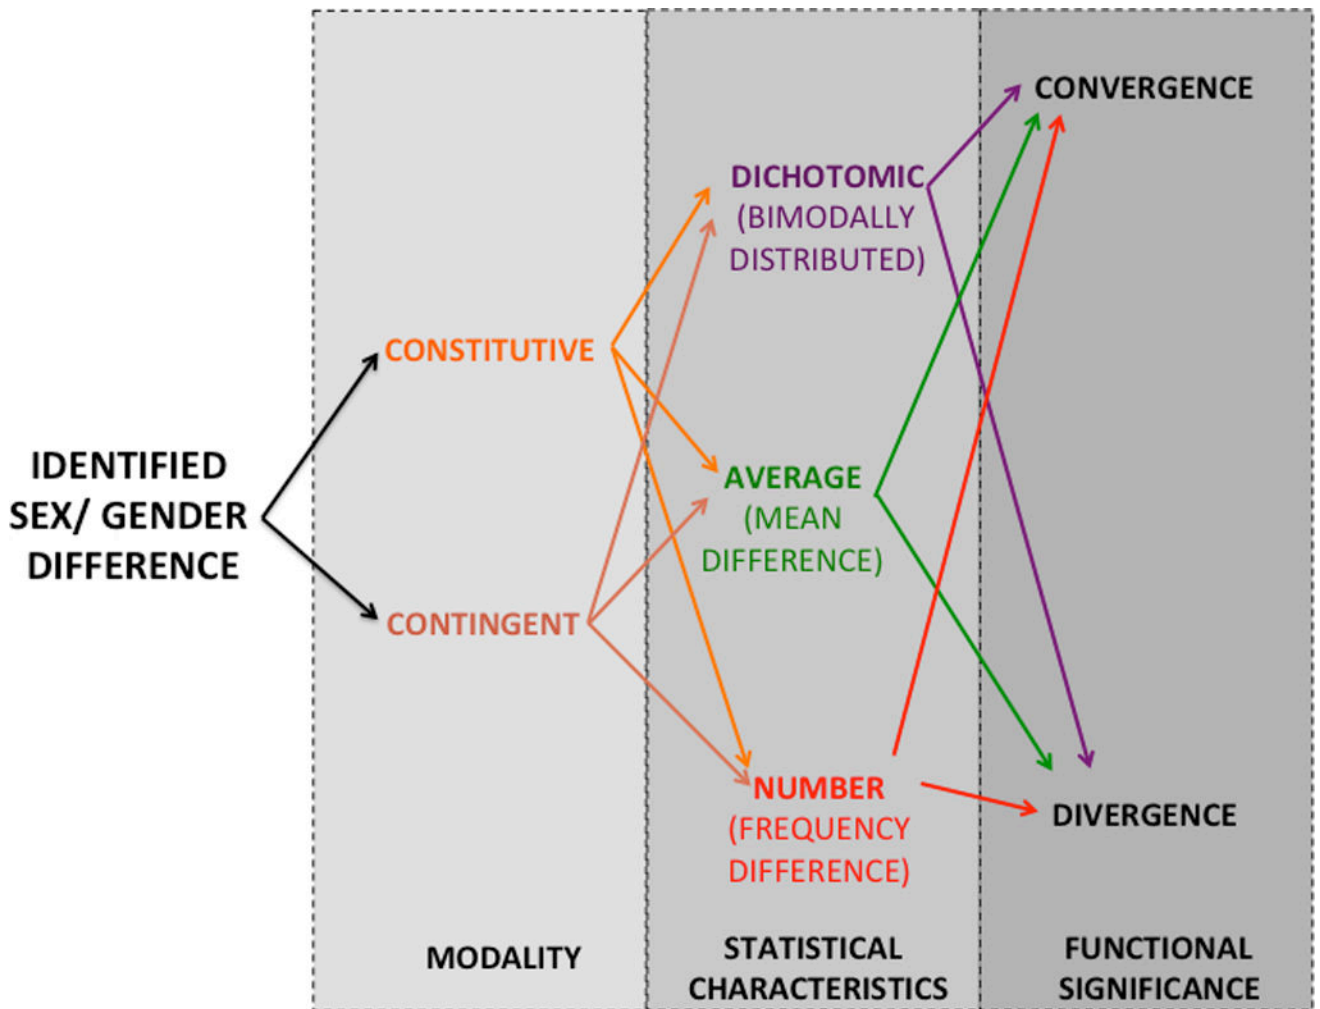 IDENTIFIED
SEX/ GENDER
DIFFERENCE
CONSTITUTIVE
CONTINGENT
MODALITY
DICHOTOMIC
(BIMODALLY
DISTRIBUTED)
AVERAGE
(MEAN
DIFFERENCE)
NUMBER
(FREQUENCY
DIFFERENCE)
STATISTICAL
CHARACTERISTICS
CONVERGENCE
DIVERGENCE
FUNCTIONAL
SIGNIFICANCE